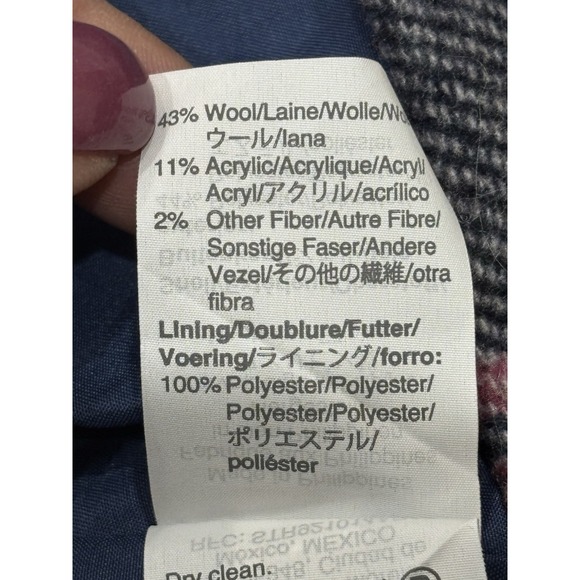 43% Wool/Laine/Wolle/
ウール/lana
11% Acrylic/Acrylique/Acryl/
Acryl/アクリル/acrílico
2% Other Fiber/Autre Fibre/
Sonstige Faser/Andere
Vezel/その他の繊維/otra
fibra
Lining/Doublure/Futter/
Voering/ライニング/forro:
100% Polyester/Polyester/
Polyester/Polyester/
ポリエステル/
poliéster
Dry clean.